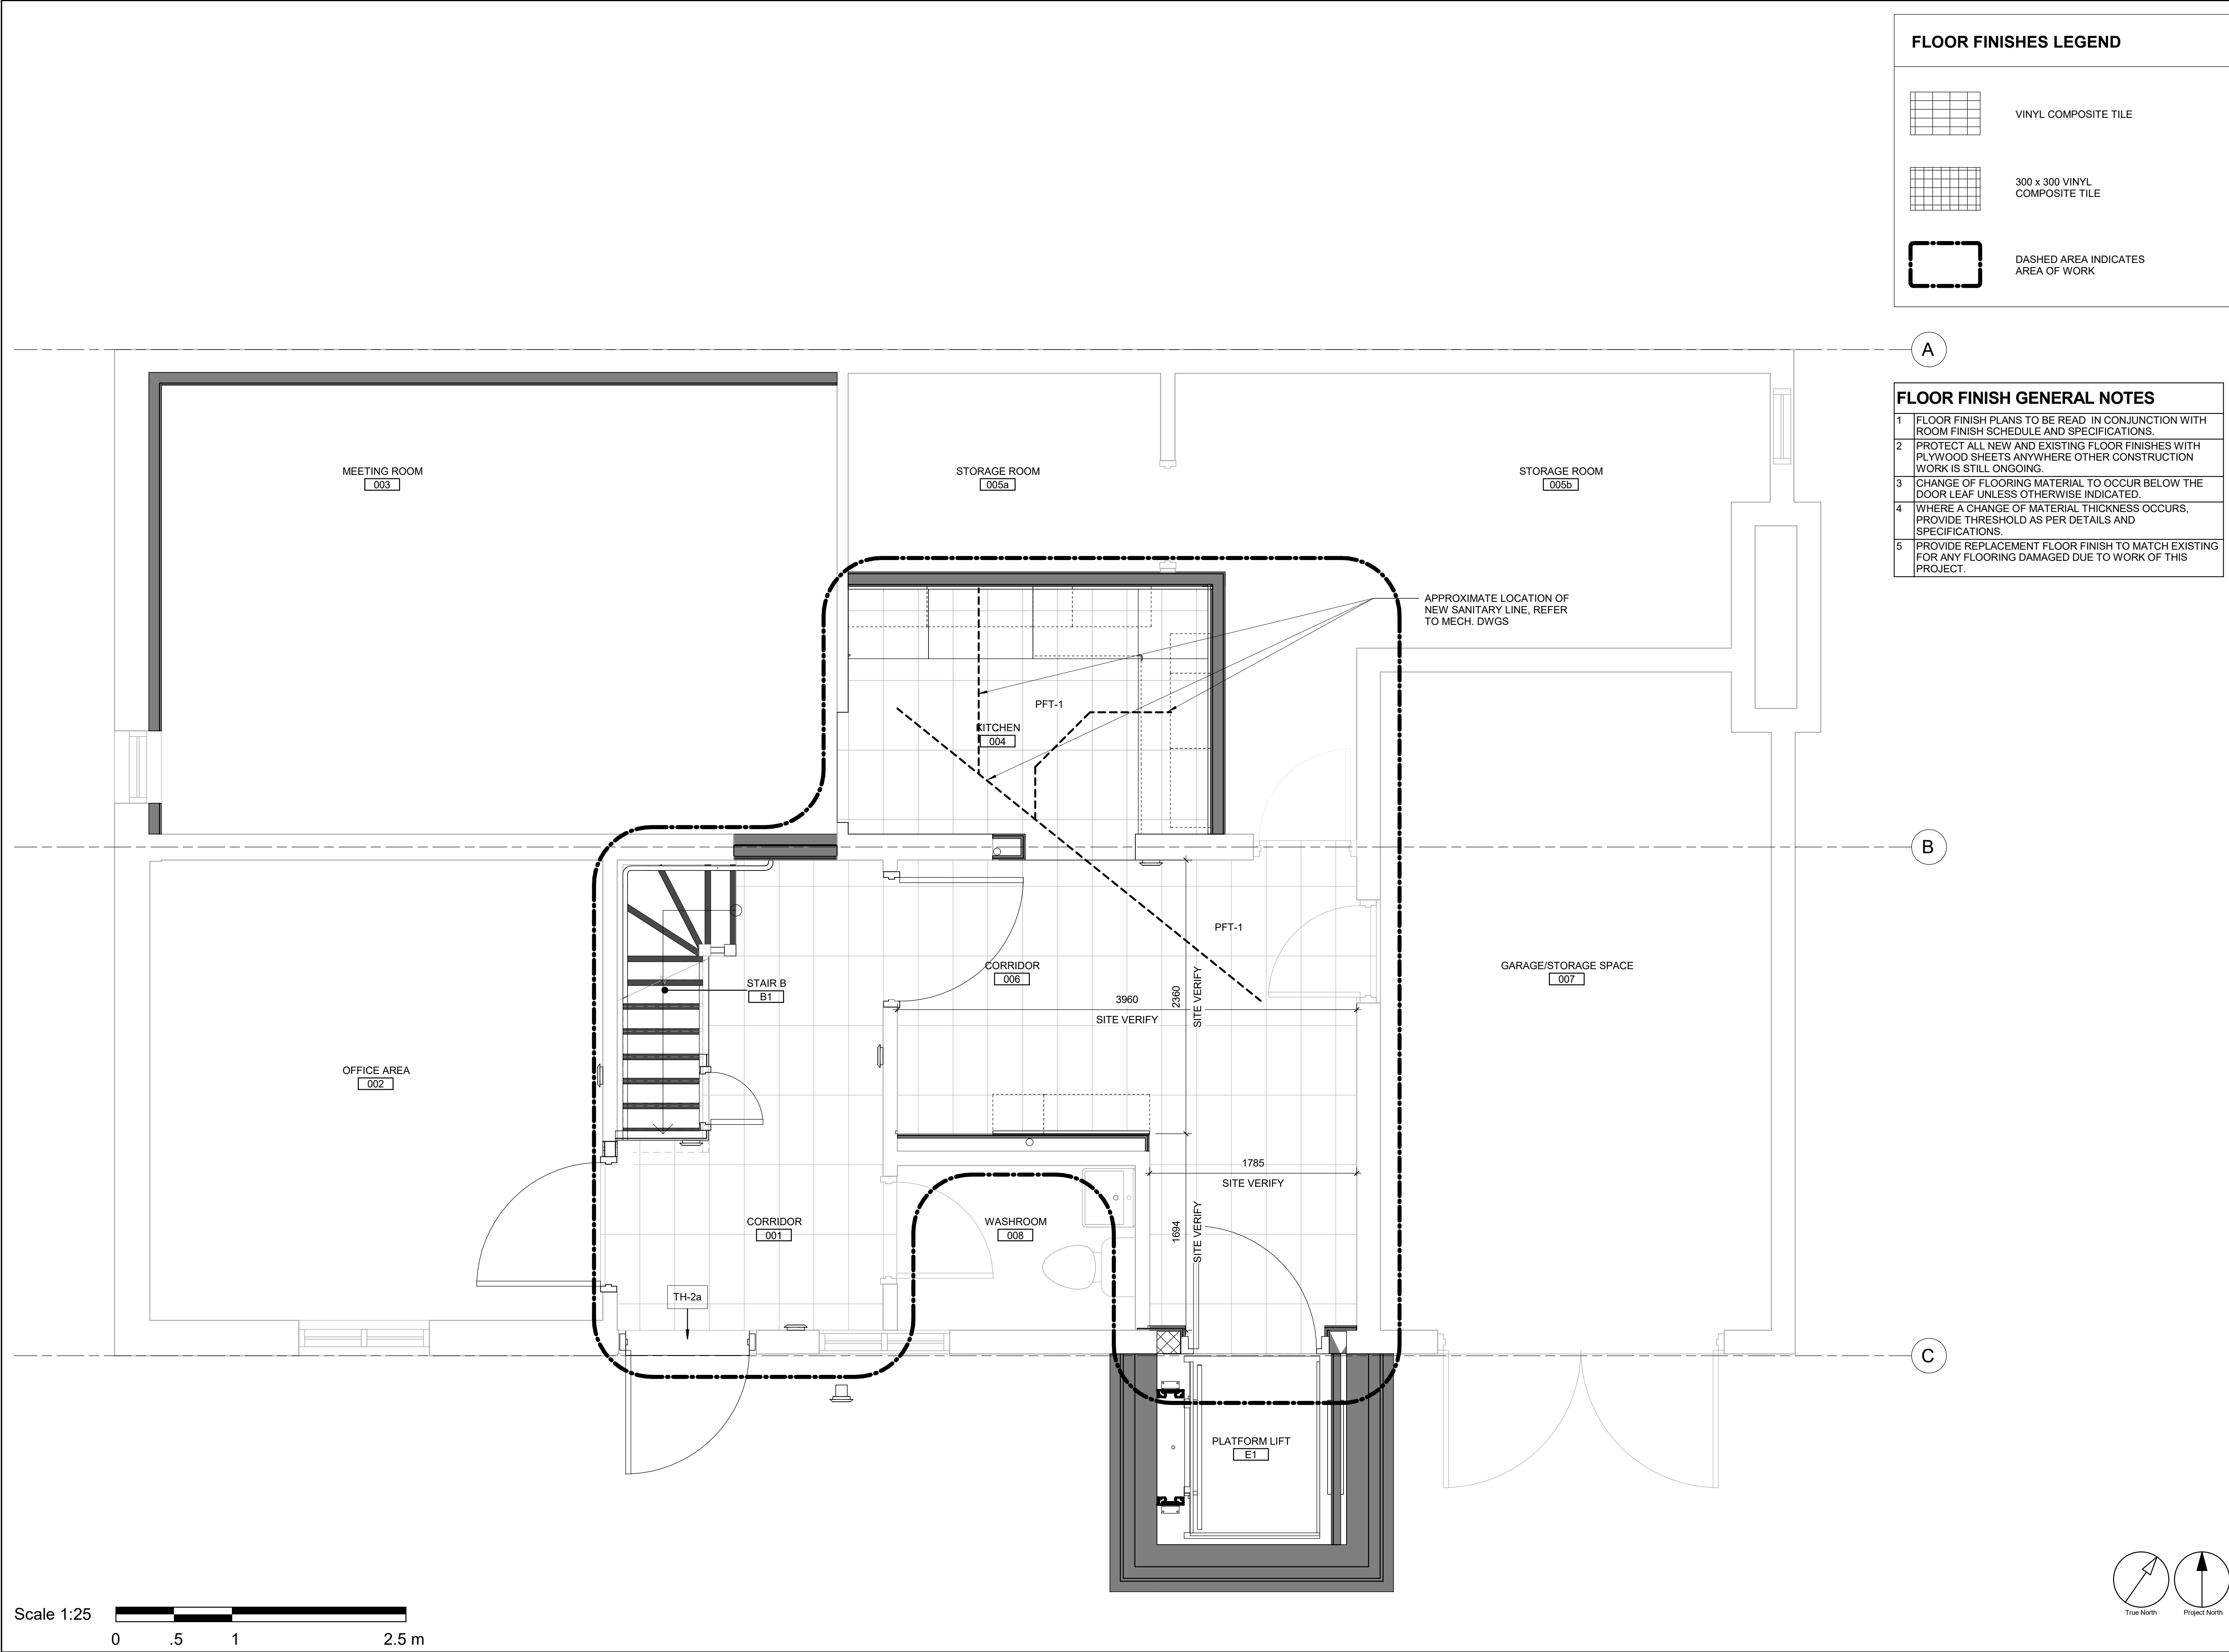 FLOOR FINISHES LEGEND
VINYL COMPOSITE TILE
300 x 300 VINYL
COMPOSITE TILE
DASHED AREA INDICATES
AREA OF WORK
A
FLOOR FINISH GENERAL NOTES
1 FLOOR FINISH PLANS TO BE READ IN CONJUNCTION WITH
ROOM FINISH SCHEDULE AND SPECIFICATIONS.
2 PROTECT ALL NEW AND EXISTING FLOOR FINISHES WITH
PLYWOOD SHEETS ANYWHERE OTHER CONSTRUCTION
WORK IS STILL ONGOING.
3 CHANGE OF FLOORING MATERIAL TO OCCUR BELOW THE
DOOR LEAF UNLESS OTHERWISE INDICATED.
4 WHERE A CHANGE OF MATERIAL THICKNESS OCCURS,
PROVIDE THRESHOLD AS PER DETAILS AND
SPECIFICATIONS.
5 PROVIDE REPLACEMENT FLOOR FINISH TO MATCH EXISTING
FOR ANY FLOORING DAMAGED DUE TO WORK OF THIS
PROJECT.
MEETING ROOM
003
STORAGE ROOM
005a
STORAGE ROOM
005b
APPROXIMATE LOCATION OF
NEW SANITARY LINE, REFER
TO MECH. DWGS
PFT-1
KITCHEN
004
B
PFT-1
CORRIDOR
006
GARAGE/STORAGE SPACE
007
STAIR B
B1
3960
SITE VERIFY
2360
SITE VERIFY
OFFICE AREA
002
1785
SITE VERIFY
1694
SITE VERIFY
CORRIDOR
001
WASHROOM
008
TH-2a
C
PLATFORM LIFT
E1
Scale 1:25
0 .5 1 2.5 m
True North
Project North